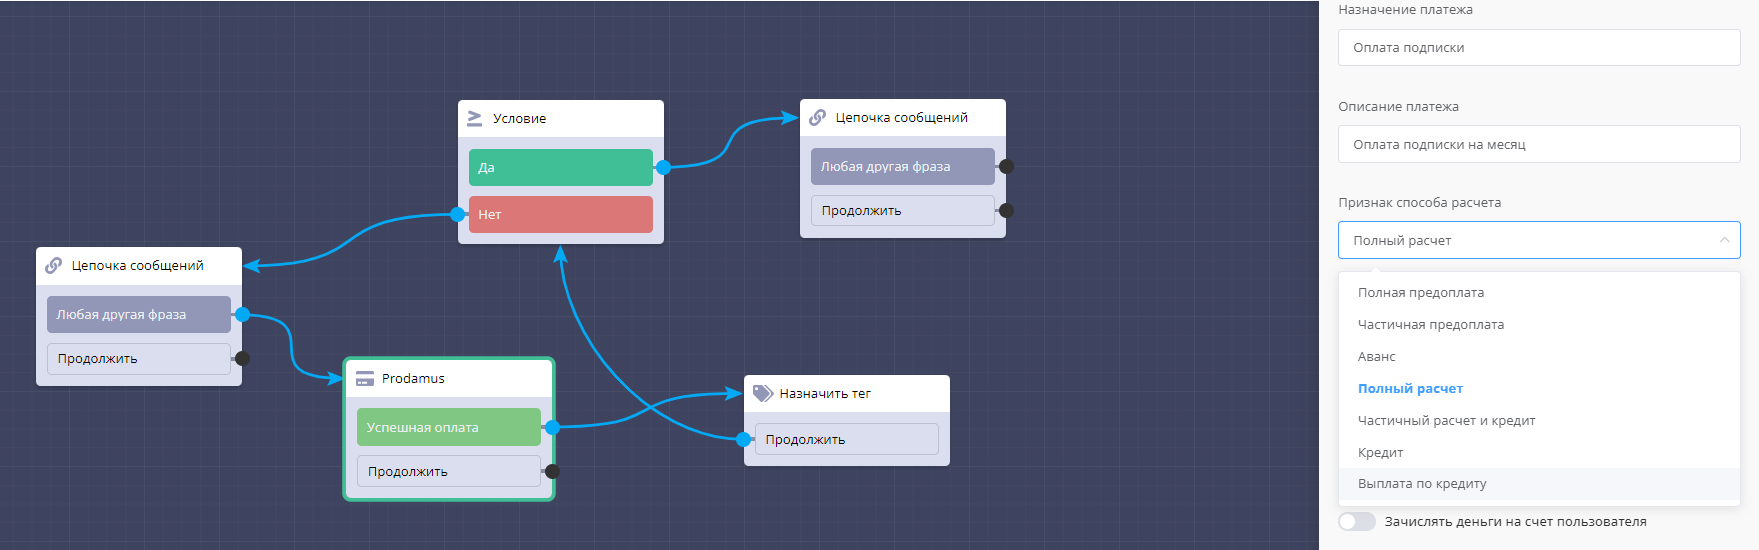 Условие
Да
Нет
Цепочка сообщений
Любая другая фраза
Продолжить
Цепочка сообщений
Любая другая фраза
Продолжить
Prodamus
Успешная оплата
Продолжить
Назначить тег
Продолжить
Назначение платежа
Оплата подписки
Описание платежа
Оплата подписки на месяц
Признак способа расчета
Полный расчет
Полная предоплата
Частичная предоплата
Аванс
Полный расчет
Частичный расчет и кредит
Кредит
Выплата по кредиту
Зачислять деньги на счет пользователя